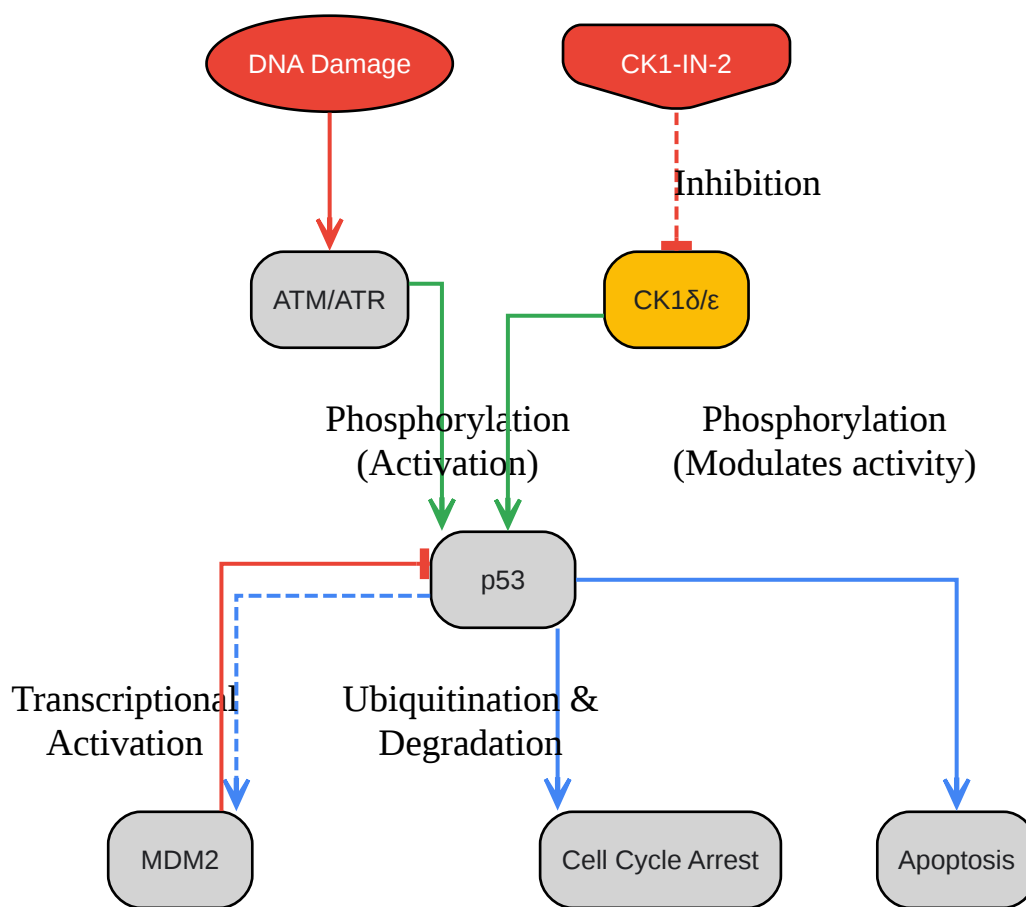 DNA Damage
CK1-IN-2
Inhibition
ATM/ATR
CK1δ/ε
Phosphorylation
(Activation)
Phosphorylation
(Modulates activity)
p53
Transcriptional
Activation
Ubiquitination &
Degradation
MDM2
Cell Cycle Arrest
Apoptosis